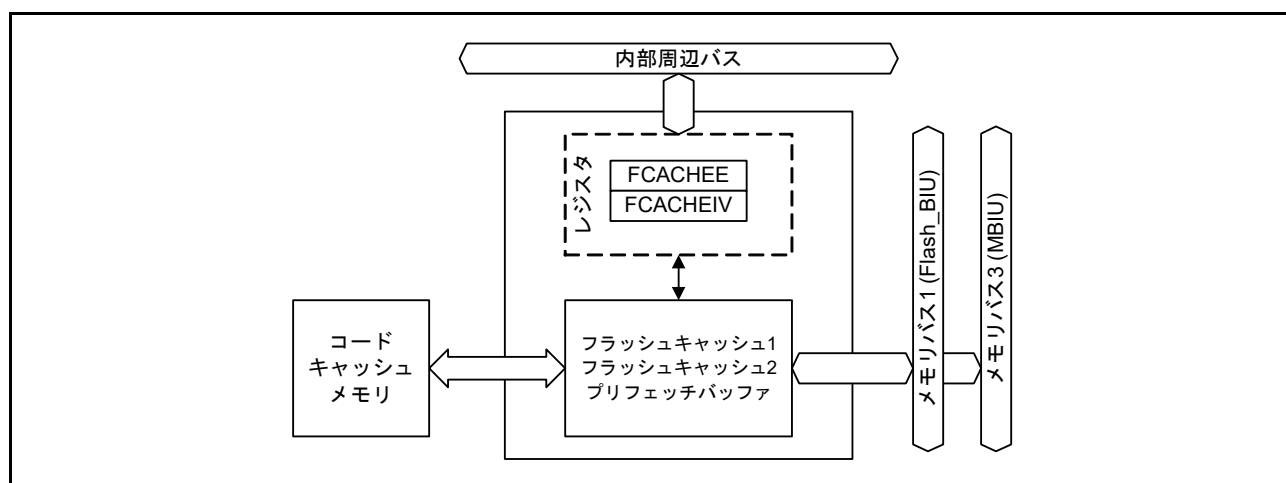 内部周辺バス
レジスタ
FCACHEE
FCACHEIV
コード
キャッシュ
メモリ
フラッシュキャッシュ1
フラッシュキャッシュ2
プリフェッチバッファ
メモリバス1 (Flash_BIU)
メモリバス3 (MBIU)